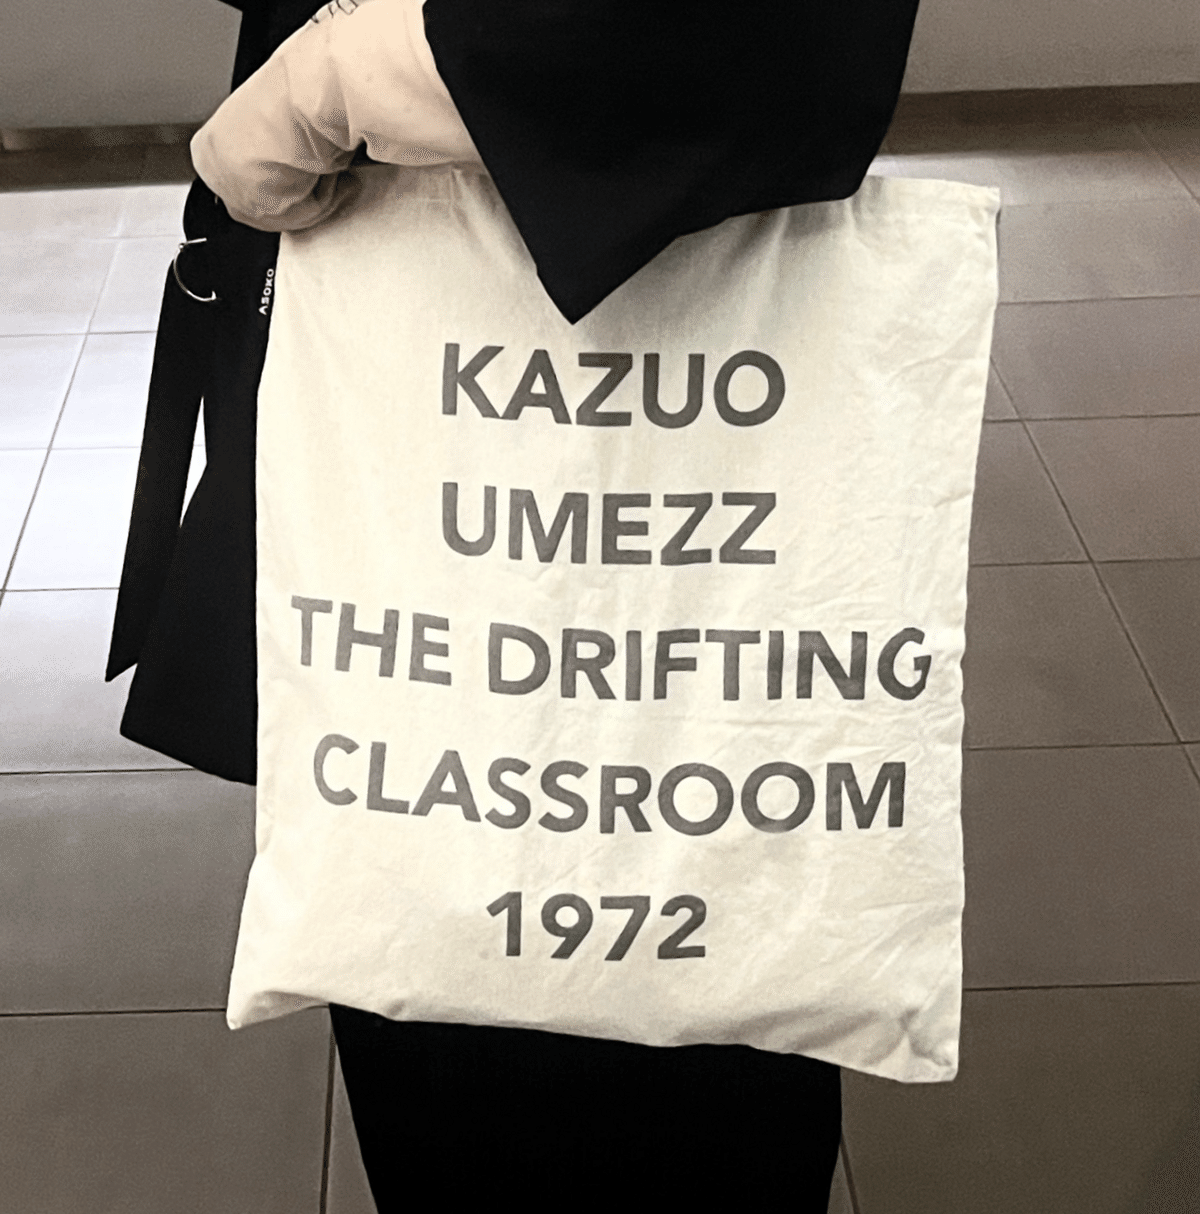 ASOKO
KAZUO
UMEZZ
THE DRIFTING
CLASSROOM
1972